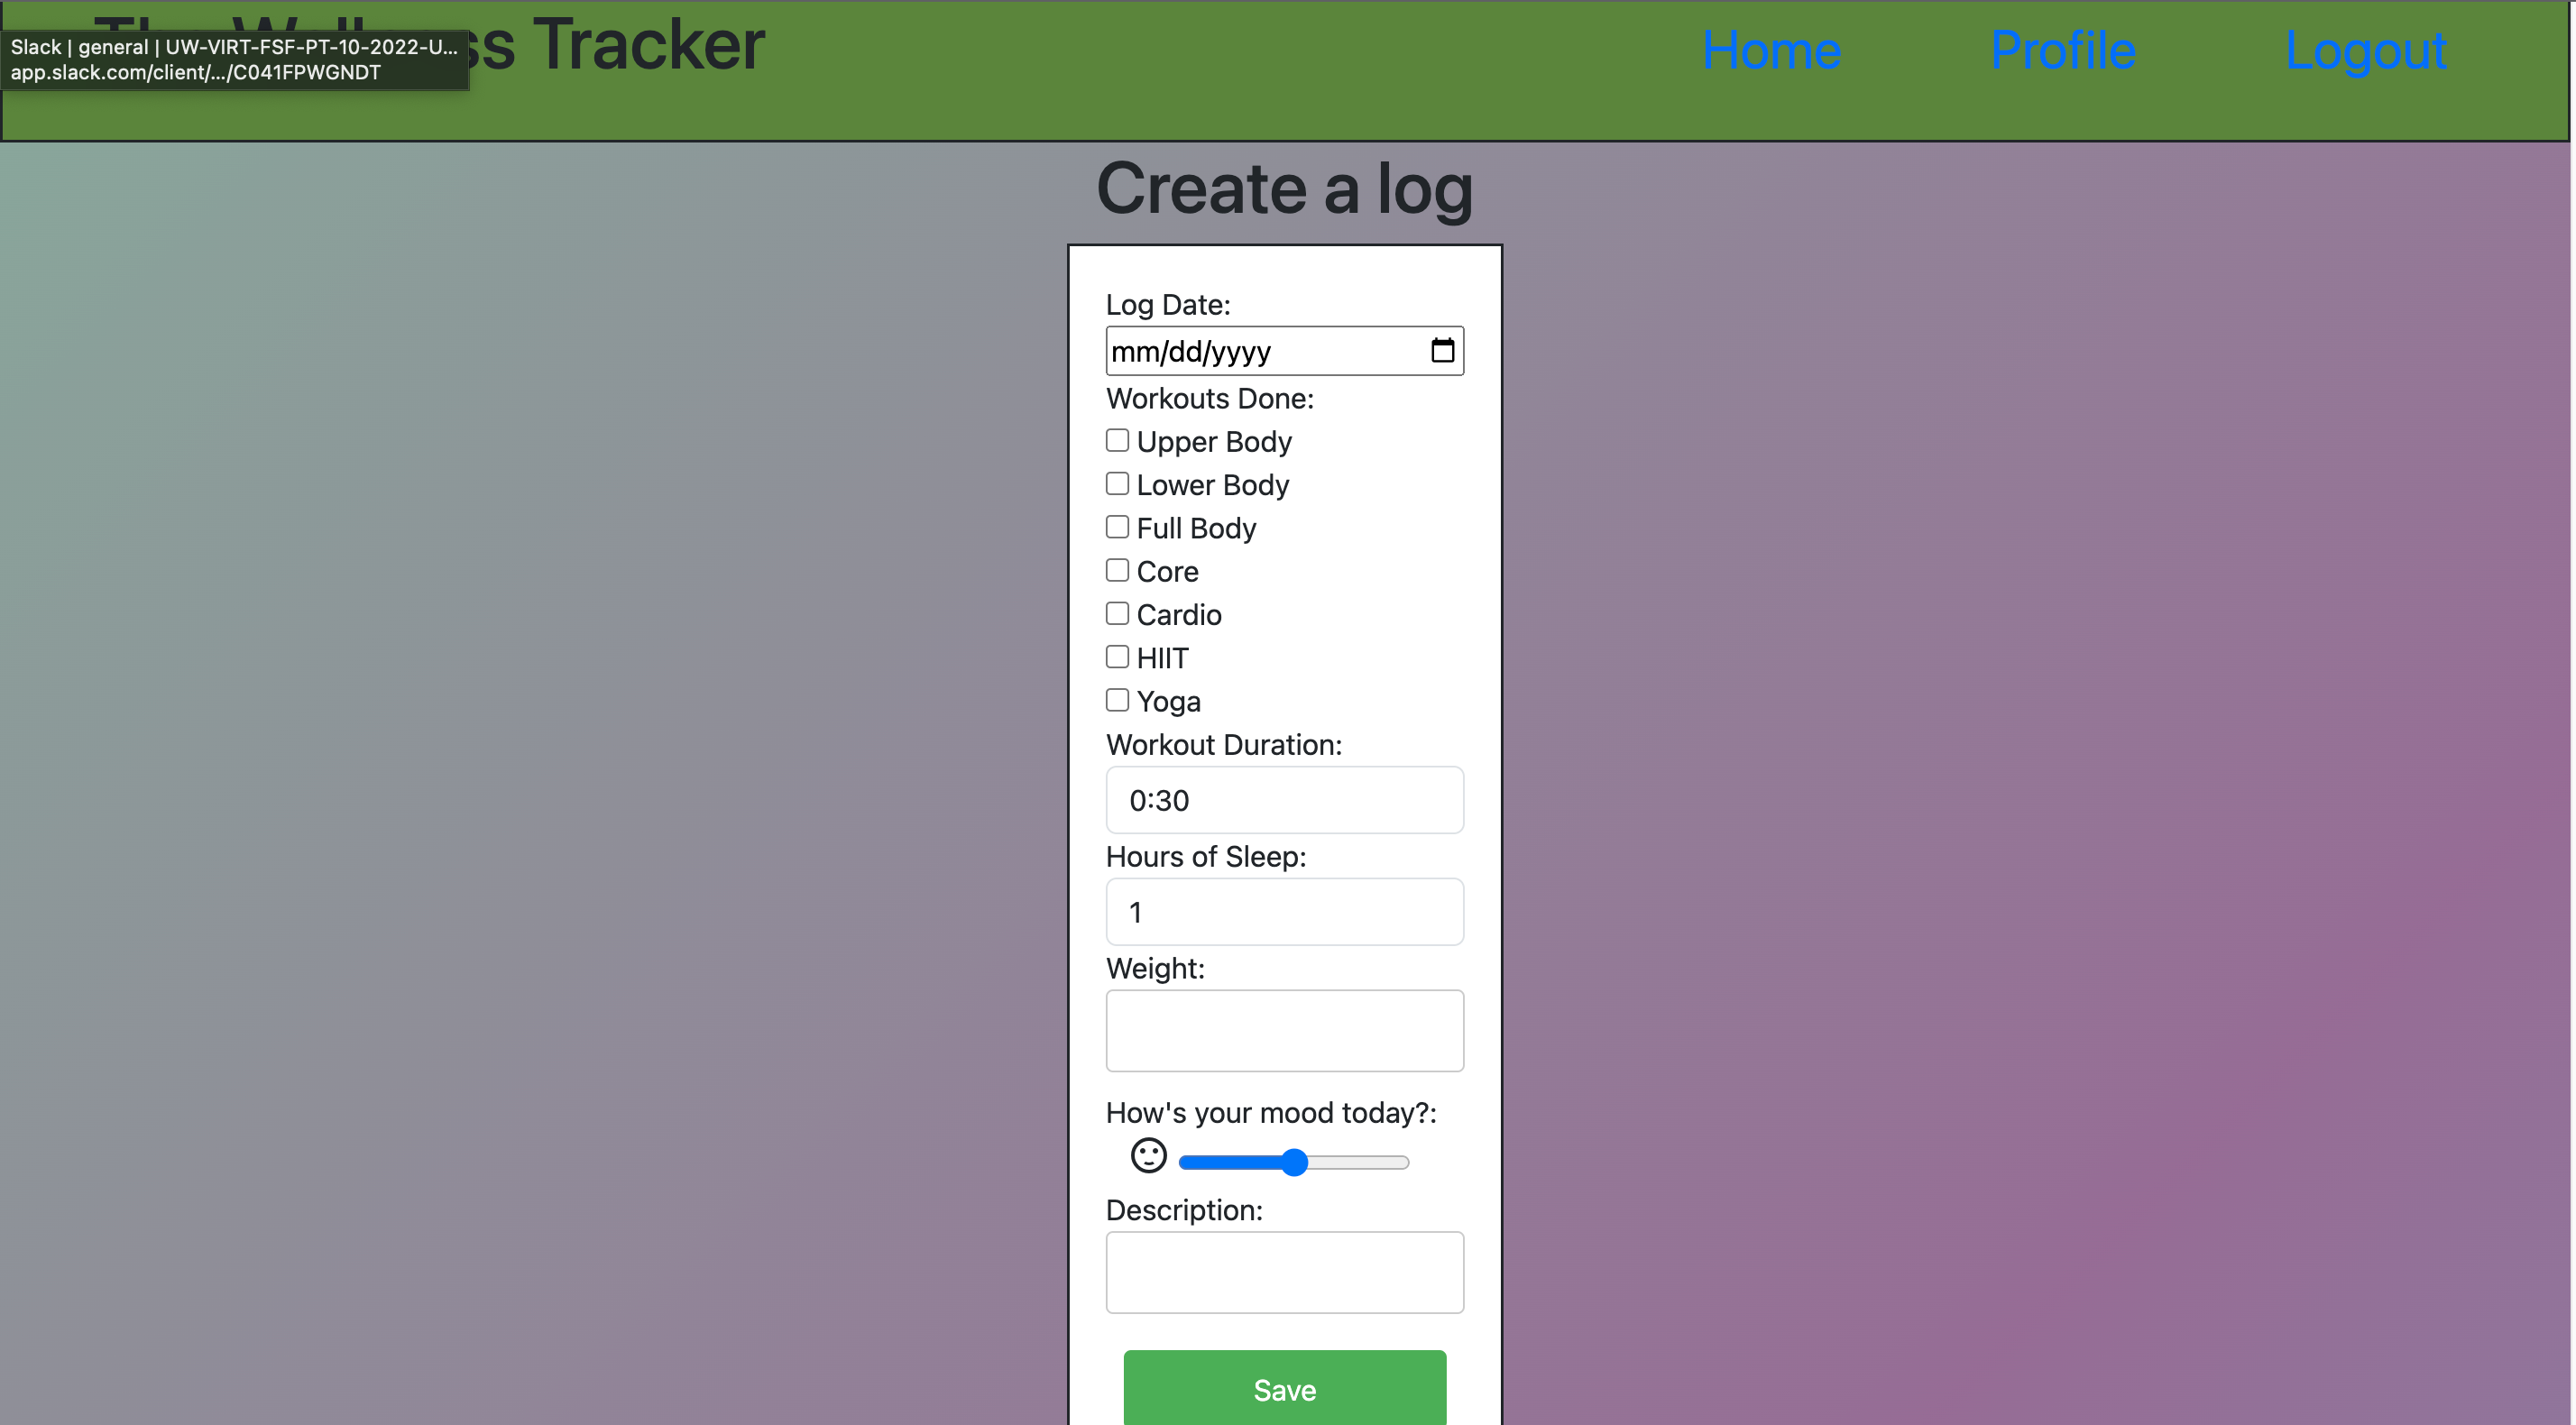 ss Tracker
Slack | general | UW-VIRT-FSF-PT-10-2022-U...
app.slack.com/client/.../C041FPWGNDT
Home
Profile
Logout
Create a log
Log Date:
mm/dd/yyyy
Workouts Done:
Upper Body
Lower Body
Full Body
Core
Cardio
HIIT
Yoga
Workout Duration:
0:30
Hours of Sleep:
1
Weight:
How's your mood today?:
Description:
Save